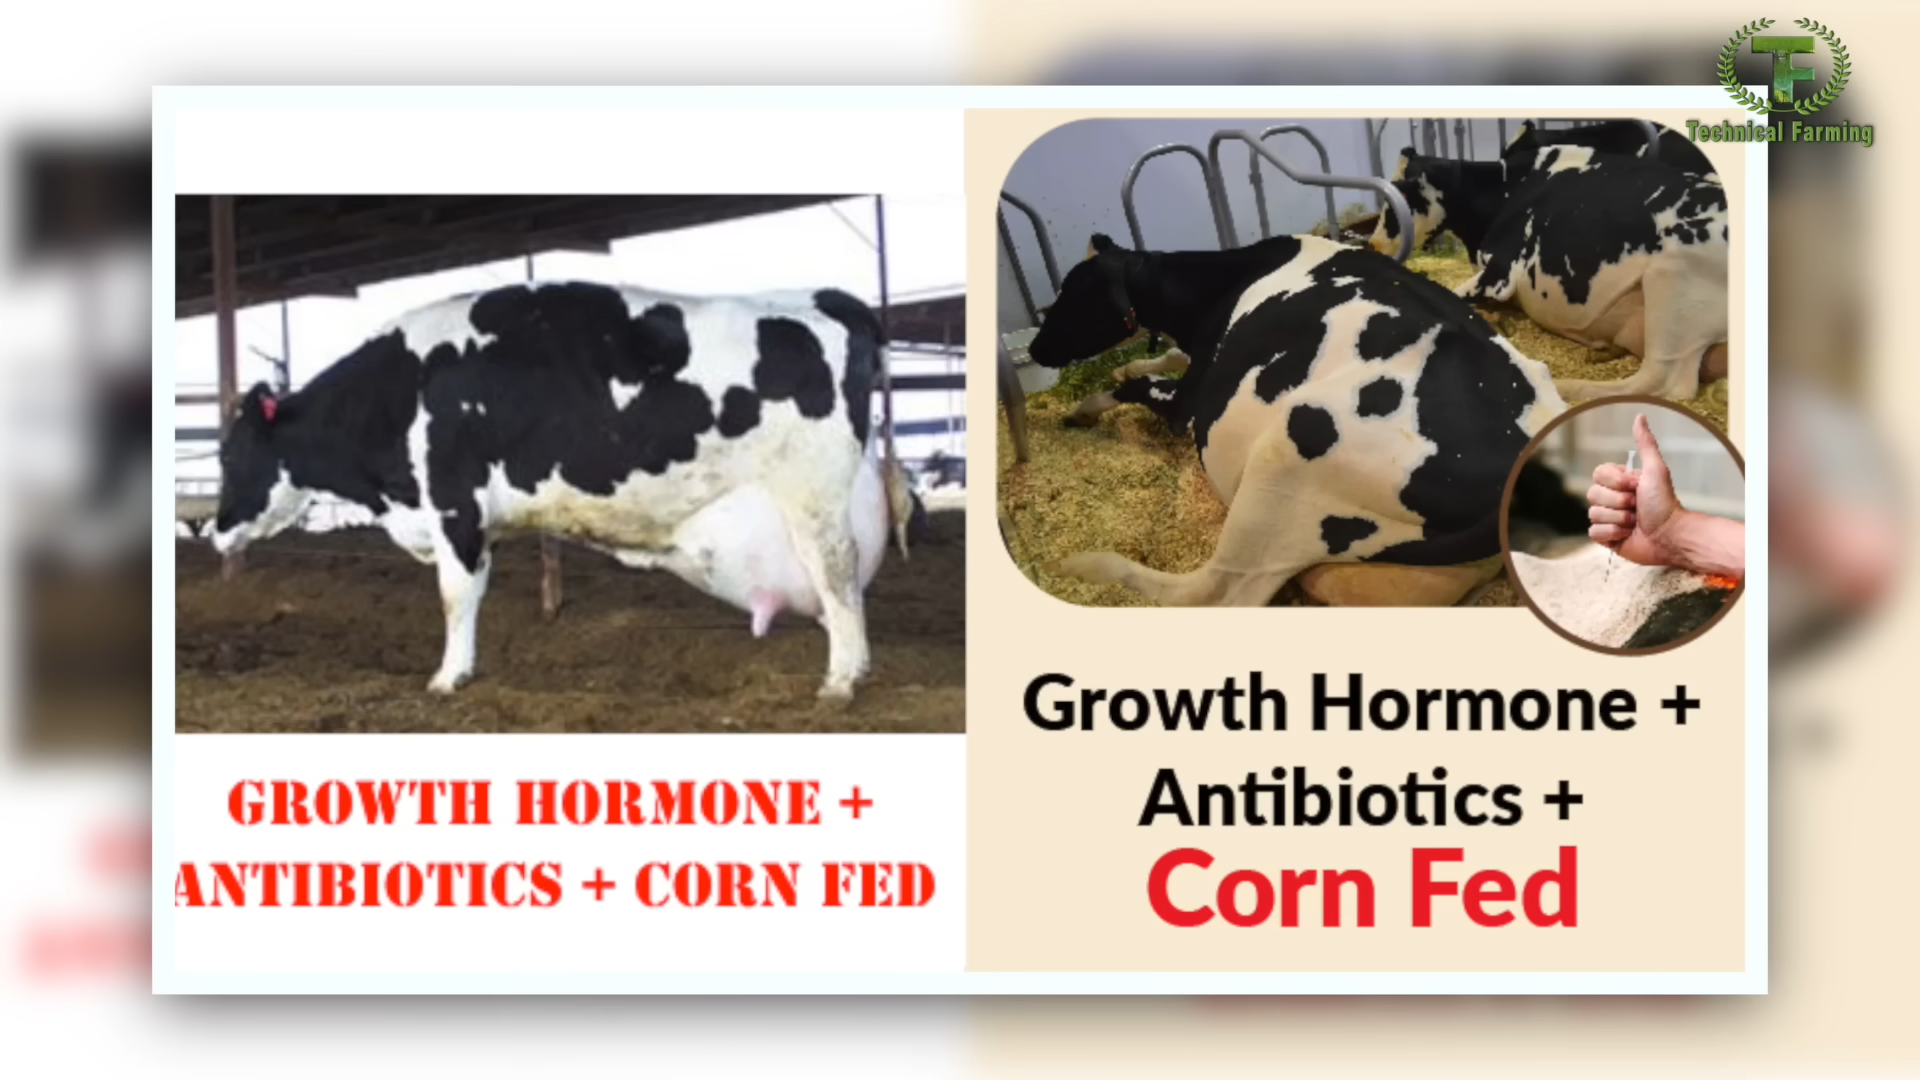 Technical Farming
GROWTH HORMONE +
ANTIBIOTICS + CORN FED
Growth Hormone +
Antibiotics +
Corn Fed